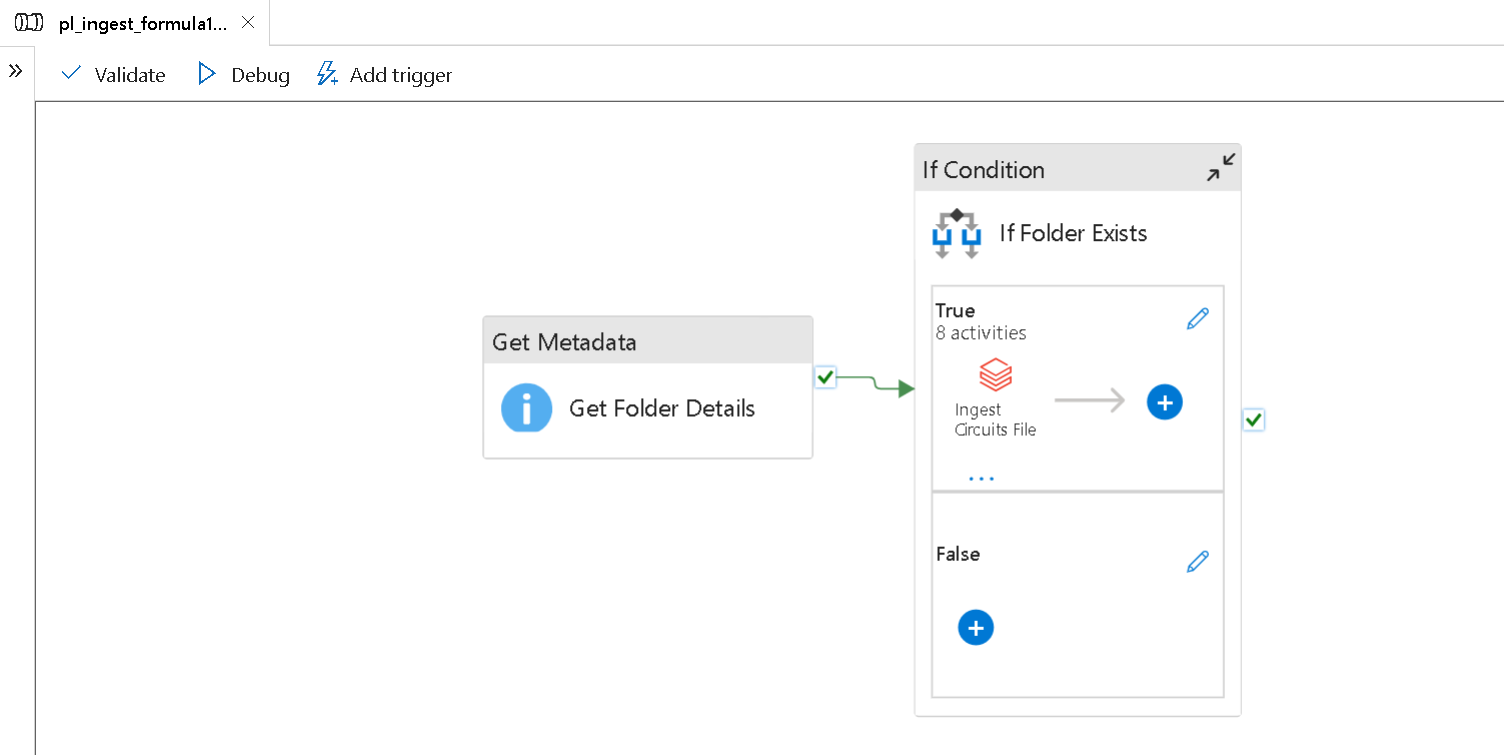 pl_ingest_formula1...
Validate
Debug
Add trigger
If Condition
If Folder Exists
True
8 activities
Ingest
Circuits File
...
Get Metadata
Get Folder Details
False